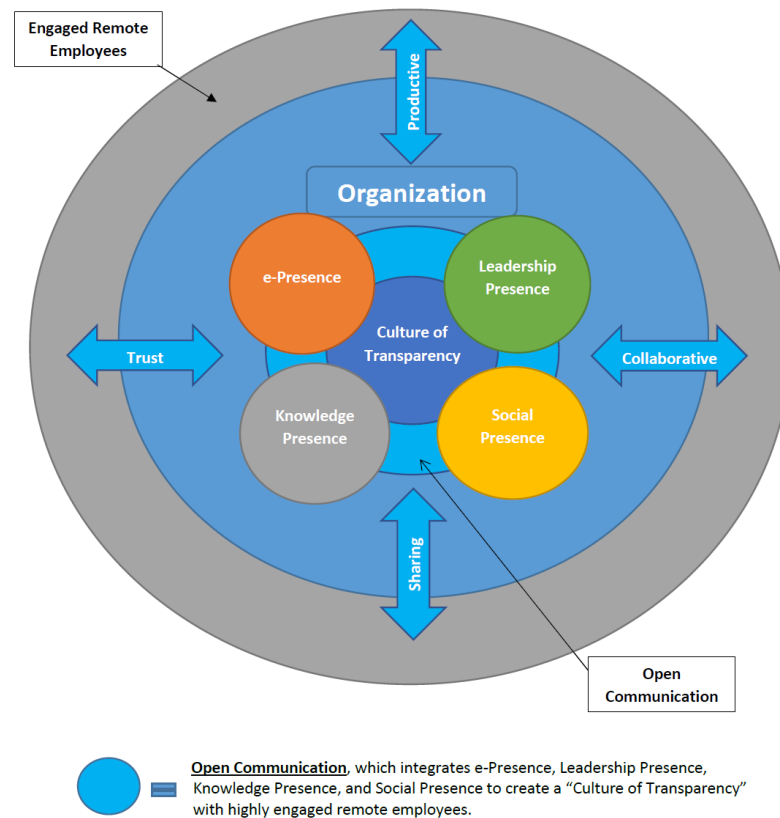 Engaged Remote
Employees
Productive
Organization
e-Presence
Leadership
Presence
Culture of
Transparency
Trust
Collaborative
Knowledge
Presence
Social
Presence
Sharing
Open
Communication
Open Communication, which integrates e-Presence, Leadership Presence,
Knowledge Presence, and Social Presence to create a “Culture of Transparency”
with highly engaged remote employees.